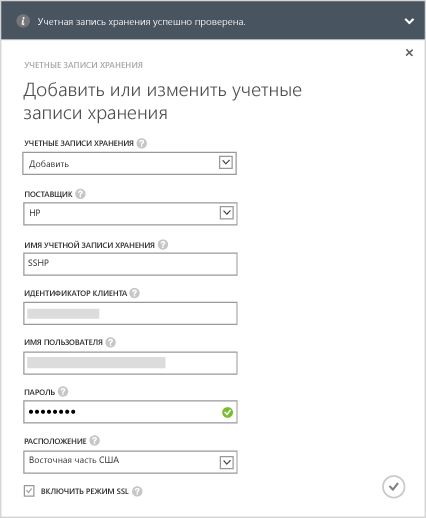 Учетная запись хранения успешно проверена.
УЧЕТНЫЕ ЗАПИСИ ХРАНЕНИЯ
Добавить или изменить учетные
записи хранения
УЧЕТНЫЕ ЗАПИСИ ХРАНЕНИЯ
Добавить
ПОСТАВЩИК
HP
ИМЯ УЧЕТНОЙ ЗАПИСИ ХРАНЕНИЯ
SSHP
ИДЕНТИФИКАТОР КЛИЕНТА
ИМЯ ПОЛЬЗОВАТЕЛЯ
ПАРОЛЬ
••••••••
РАСПОЛОЖЕНИЕ
Восточная часть США
ВКЛЮЧИТЬ РЕЖИМ SSL